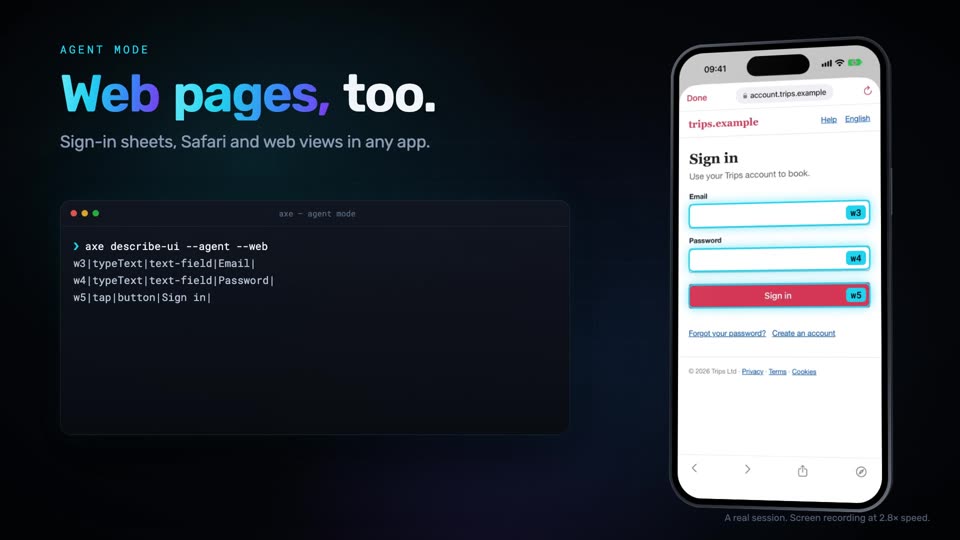 AGENT MODE
Web pages, too.
Sign-in sheets, Safari and web views in any app.
axe — agent mode
❯ axe describe-ui --agent --web
w3|typeText|text-field|Email|
w4|typeText|text-field|Password|
w5|tap|button|Sign in|
09:41
Done account.trips.example
trips.example Help English
Sign in
Use your Trips account to book.
Email
w3
Password
w4
Sign in w5
Forgot your password? Create an account
© 2026 Trips Ltd · Privacy · Terms · Cookies
A real session. Screen recording at 2.8× speed.